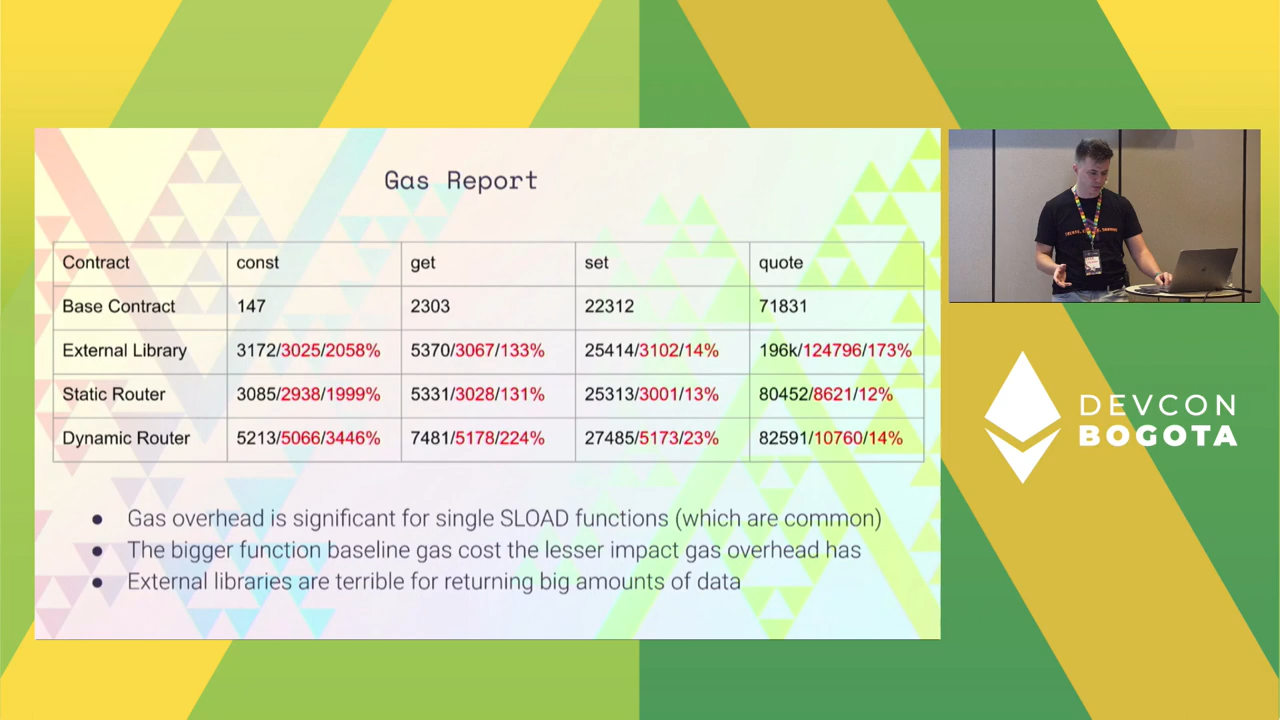 Gas Report
Contract const get set quote
Base Contract 147 2303 22312 71831
External Library 3172/3025/2058% 5370/3067/133% 25414/3102/14% 196k/124796/173%
Static Router 3085/2938/1999% 5331/3028/131% 25313/3001/13% 80452/8621/12%
Dynamic Router 5213/5066/3446% 7481/5178/224% 27485/5173/23% 82591/10760/14%
● Gas overhead is significant for single SLOAD functions (which are common)
● The bigger function baseline gas cost the lesser impact gas overhead has
● External libraries are terrible for returning big amounts of data
DEVCON
BOGOTA